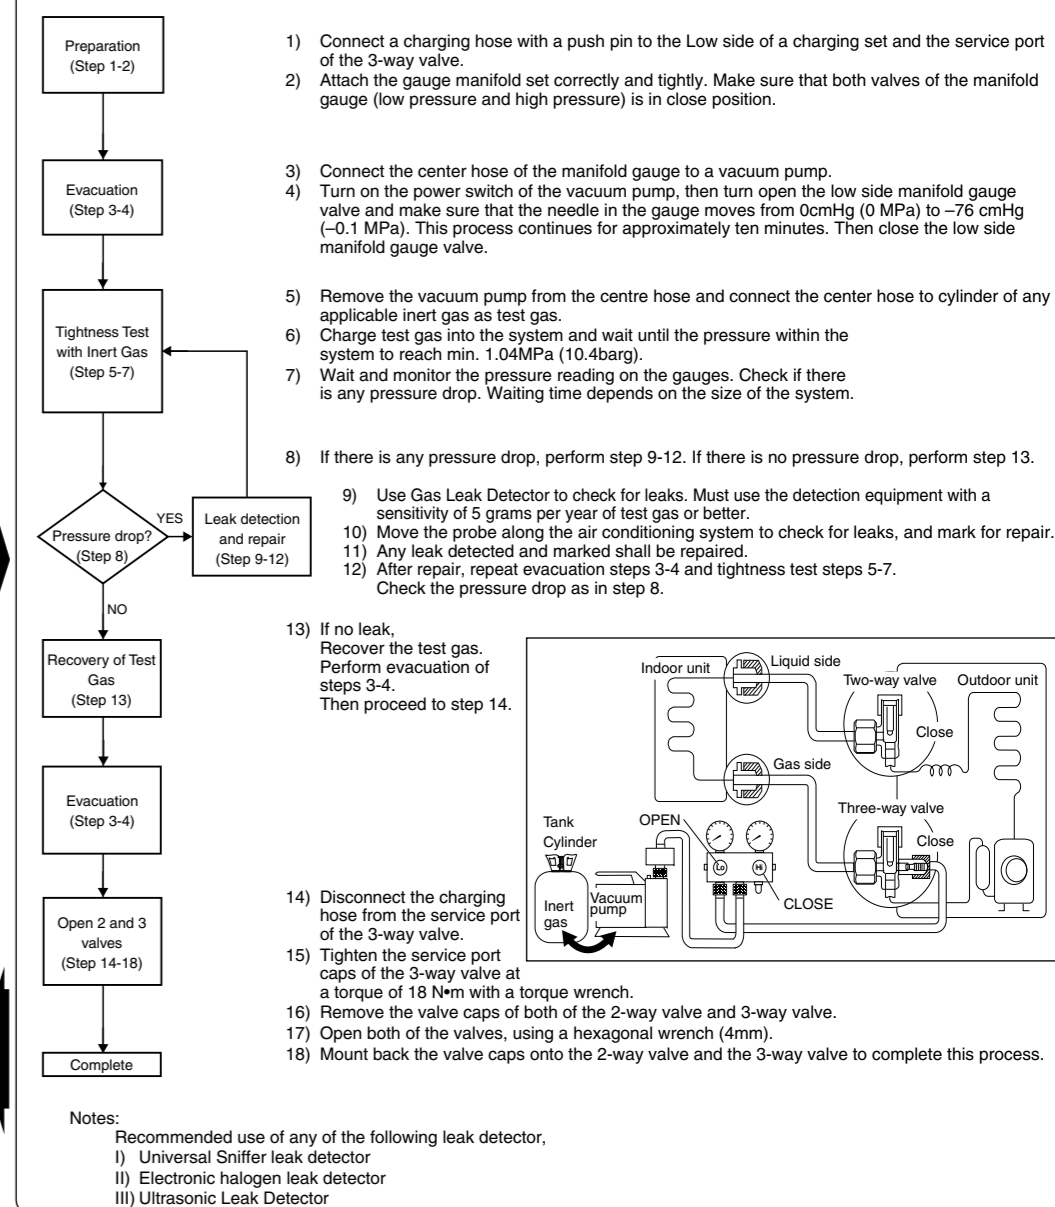 Preparation
(Step 1-2)
1) Connect a charging hose with a push pin to the Low side of a charging set and the service port
of the 3-way valve.
2) Attach the gauge manifold set correctly and tightly. Make sure that both valves of the manifold
gauge (low pressure and high pressure) is in close position.
Evacuation
(Step 3-4)
3) Connect the center hose of the manifold gauge to a vacuum pump.
4) Turn on the power switch of the vacuum pump, then turn open the low side manifold gauge
valve and make sure that the needle in the gauge moves from 0cmHg (0 MPa) to –76 cmHg
(–0.1 MPa). This process continues for approximately ten minutes. Then close the low side
manifold gauge valve.
Tightness Test
with Inert Gas
(Step 5-7)
5) Remove the vacuum pump from the centre hose and connect the center hose to cylinder of any
applicable inert gas as test gas.
6) Charge test gas into the system and wait until the pressure within the
system to reach min. 1.04MPa (10.4barg).
7) Wait and monitor the pressure reading on the gauges. Check if there
is any pressure drop. Waiting time depends on the size of the system.
Pressure drop?
(Step 8)
YES
NO
Leak detection
and repair
(Step 9-12)
8) If there is any pressure drop, perform step 9-12. If there is no pressure drop, perform step 13.
9) Use Gas Leak Detector to check for leaks. Must use the detection equipment with a
sensitivity of 5 grams per year of test gas or better.
10) Move the probe along the air conditioning system to check for leaks, and mark for repair.
11) Any leak detected and marked shall be repaired.
12) After repair, repeat evacuation steps 3-4 and tightness test steps 5-7.
Check the pressure drop as in step 8.
Recovery of Test
Gas
(Step 13)
13) If no leak,
Recover the test gas.
Perform evacuation of
steps 3-4.
Then proceed to step 14.
Indoor unit
Liquid side
Two-way valve
Outdoor unit
Close
Gas side
Three-way valve
Close
Tank
Cylinder
OPEN
Lo
Hi
CLOSE
Inert
gas
Vacuum
pump
Evacuation
(Step 3-4)
Open 2 and 3
valves
(Step 14-18)
14) Disconnect the charging
hose from the service port
of the 3-way valve.
15) Tighten the service port
caps of the 3-way valve at
a torque of 18 N•m with a torque wrench.
16) Remove the valve caps of both of the 2-way valve and 3-way valve.
17) Open both of the valves, using a hexagonal wrench (4mm).
18) Mount back the valve caps onto the 2-way valve and the 3-way valve to complete this process.
Complete
Notes:
Recommended use of any of the following leak detector,
I) Universal Sniffer leak detector
II) Electronic halogen leak detector
III) Ultrasonic Leak Detector